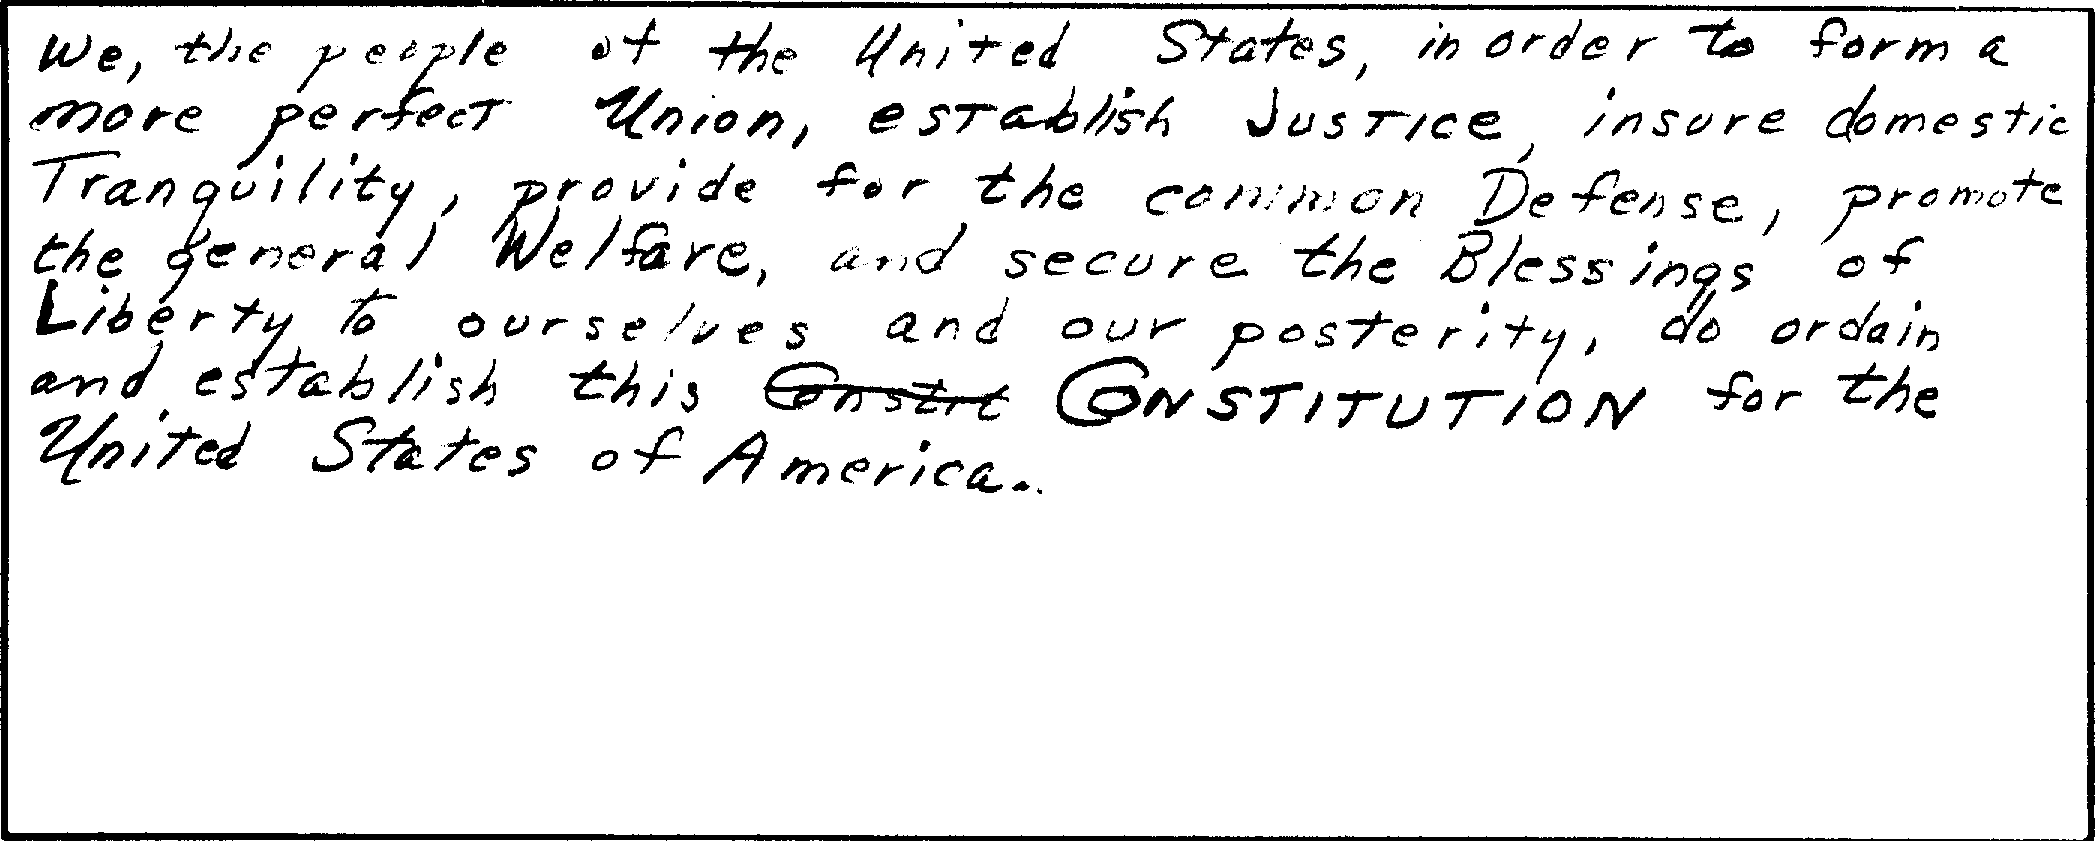 We, the people of the United States, in order to form a
more perfect Union, establish Justice, insure domestic
Tranquility, provide for the common Defense, promote
the general Welfare, and secure the Blessings of
Liberty to ourselves and our posterity, do ordain
and establish this Constit CONSTITUTION for the
United States of America.